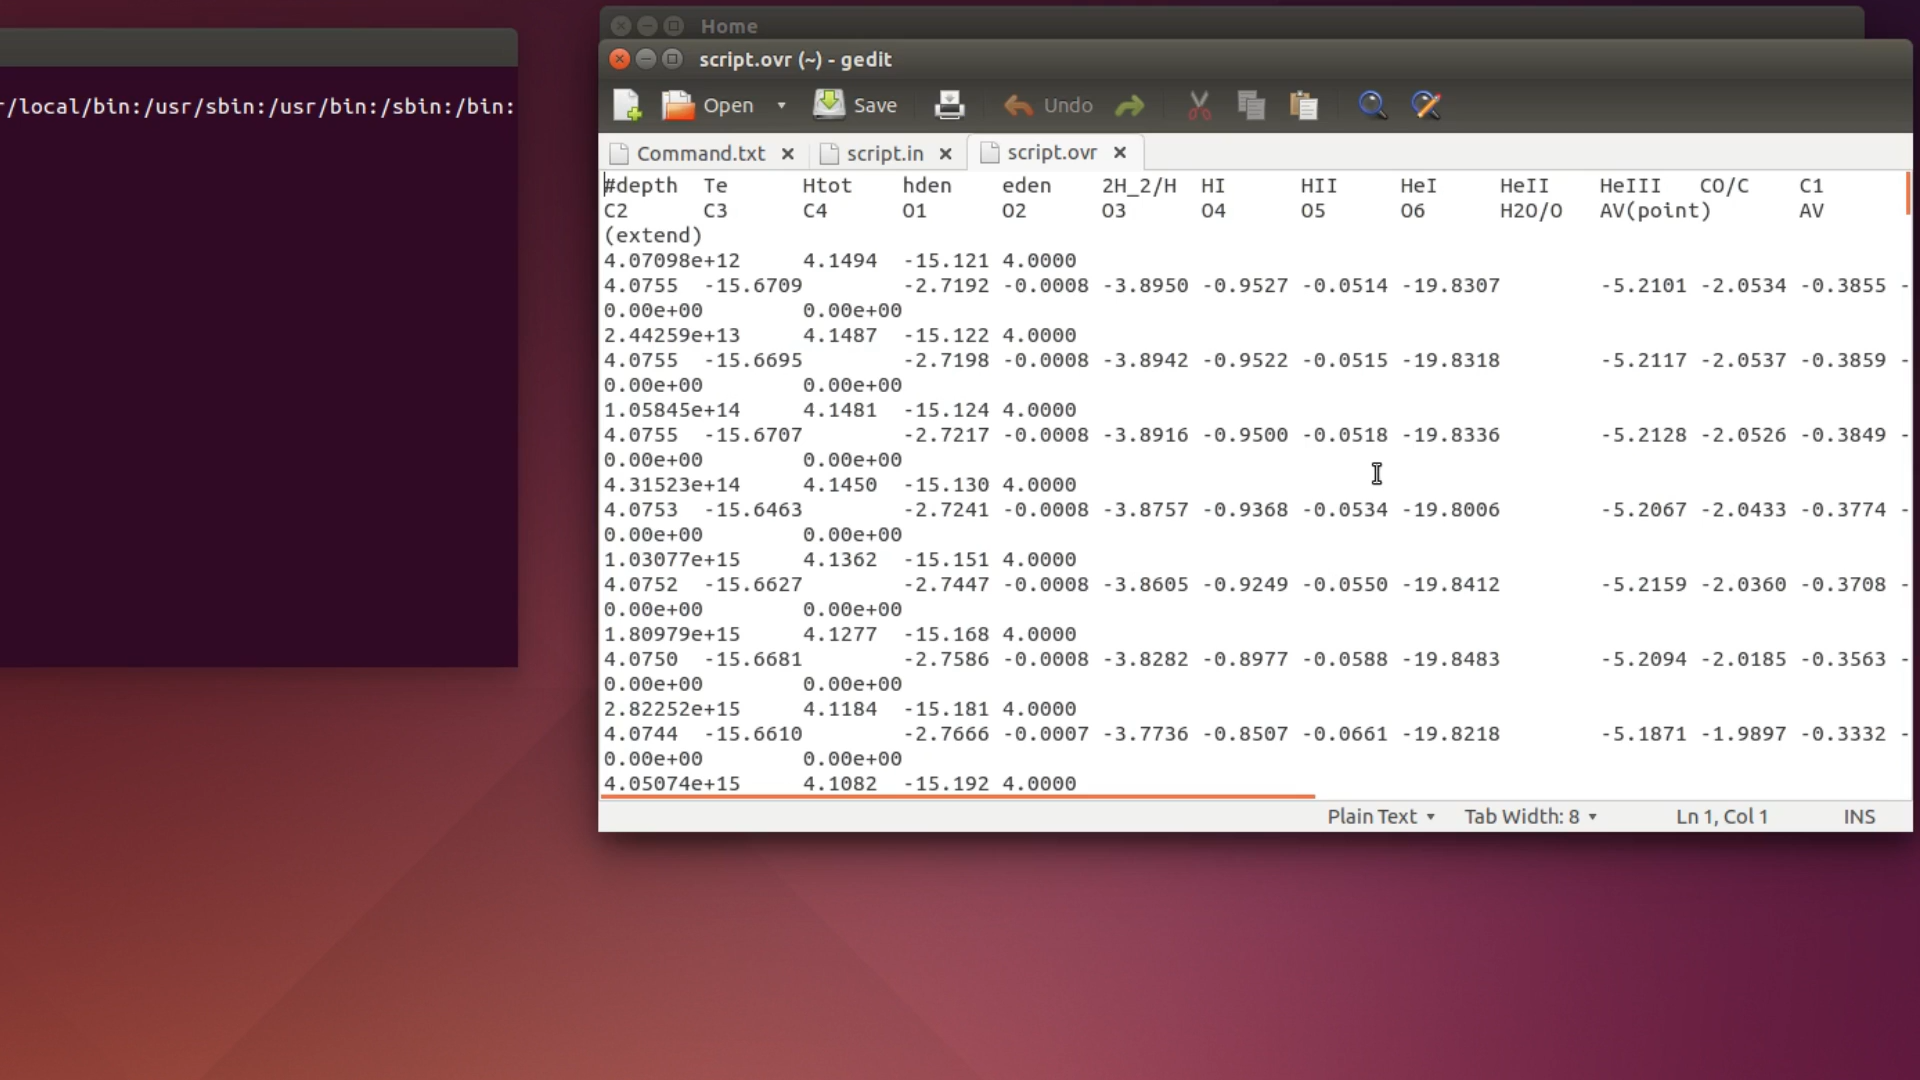 Home
script.ovr (~) - gedit
Open Save Undo
Command.txt script.in script.ovr
r/local/bin:/usr/sbin:/usr/bin:/sbin:/bin:
#depth Te Htot hden eden 2H_2/H HI HII HeI HeII HeIII CO/C C1
C2 C3 C4 O1 O2 O3 O4 O5 O6 H2O/O AV(point) AV
(extend)
4.07098e+12 4.1494 -15.121 4.0000
4.0755 -15.6709 -2.7192 -0.0008 -3.8950 -0.9527 -0.0514 -19.8307 -5.2101 -2.0534 -0.3855 -
0.00e+00 0.00e+00
2.44259e+13 4.1487 -15.122 4.0000
4.0755 -15.6695 -2.7198 -0.0008 -3.8942 -0.9522 -0.0515 -19.8318 -5.2117 -2.0537 -0.3859 -
0.00e+00 0.00e+00
1.05845e+14 4.1481 -15.124 4.0000
4.0755 -15.6707 -2.7217 -0.0008 -3.8916 -0.9500 -0.0518 -19.8336 -5.2128 -2.0526 -0.3849 -
0.00e+00 0.00e+00
4.31523e+14 4.1450 -15.130 4.0000
4.0753 -15.6463 -2.7241 -0.0008 -3.8757 -0.9368 -0.0534 -19.8006 -5.2067 -2.0433 -0.3774 -
0.00e+00 0.00e+00
1.03077e+15 4.1362 -15.151 4.0000
4.0752 -15.6627 -2.7447 -0.0008 -3.8605 -0.9249 -0.0550 -19.8412 -5.2159 -2.0360 -0.3708 -
0.00e+00 0.00e+00
1.80979e+15 4.1277 -15.168 4.0000
4.0750 -15.6681 -2.7586 -0.0008 -3.8282 -0.8977 -0.0588 -19.8483 -5.2094 -2.0185 -0.3563 -
0.00e+00 0.00e+00
2.82252e+15 4.1184 -15.181 4.0000
4.0744 -15.6610 -2.7666 -0.0007 -3.7736 -0.8507 -0.0661 -19.8218 -5.1871 -1.9897 -0.3332 -
0.00e+00 0.00e+00
4.05074e+15 4.1082 -15.192 4.0000
Plain Text Tab Width: 8 Ln 1, Col 1 INS